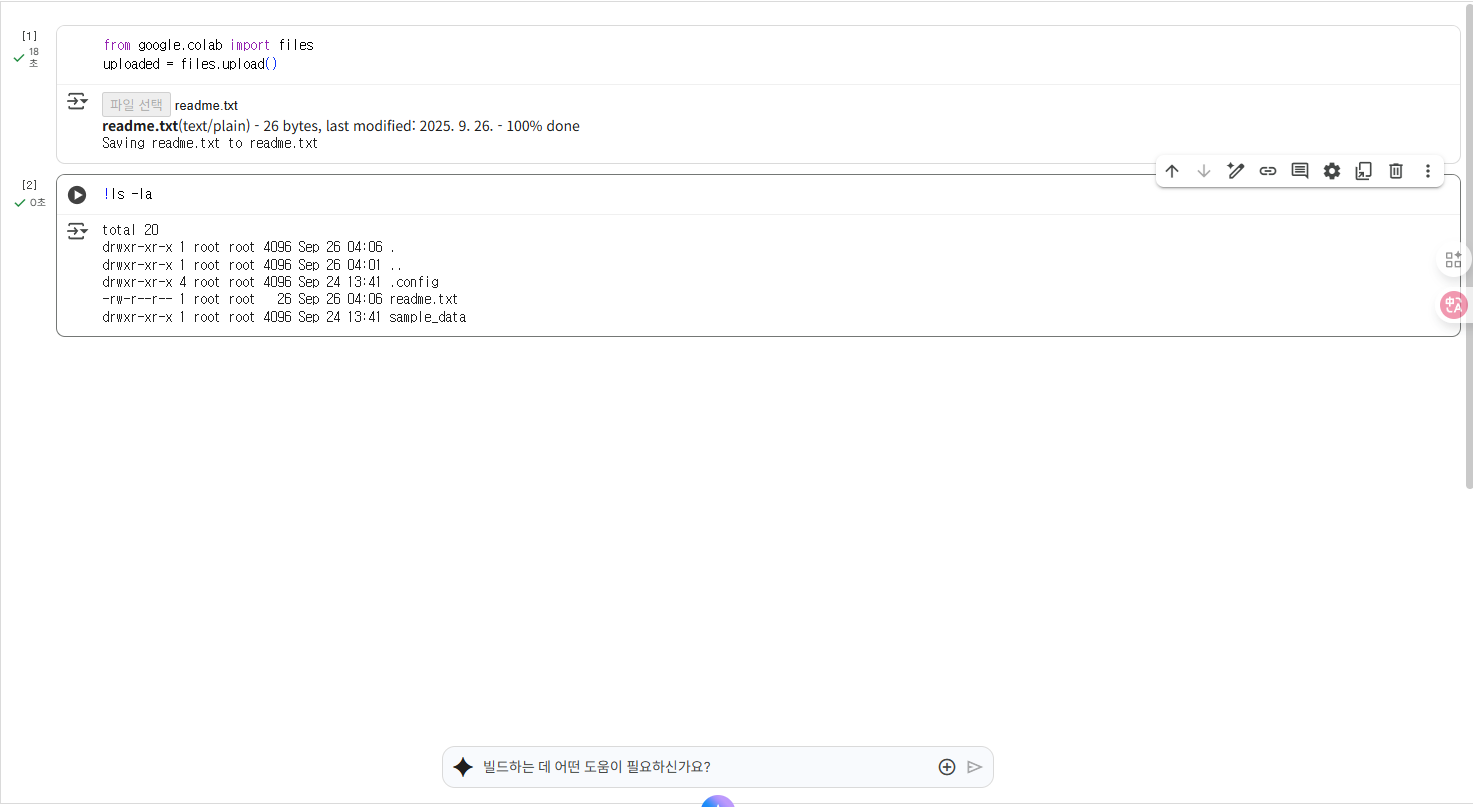 [1]
18
초
from google.colab import files
uploaded = files.upload()
파일 선택 readme.txt
readme.txt(text/plain) - 26 bytes, last modified: 2025. 9. 26. - 100% done
Saving readme.txt to readme.txt
[2]
0초
!ls -la
total 20
drwxr-xr-x 1 root root 4096 Sep 26 04:06 .
drwxr-xr-x 1 root root 4096 Sep 26 04:01 ..
drwxr-xr-x 4 root root 4096 Sep 24 13:41 .config
-rw-r--r-- 1 root root   26 Sep 26 04:06 readme.txt
drwxr-xr-x 1 root root 4096 Sep 24 13:41 sample_data
中A
빌드하는 데 어떤 도움이 필요하신가요?